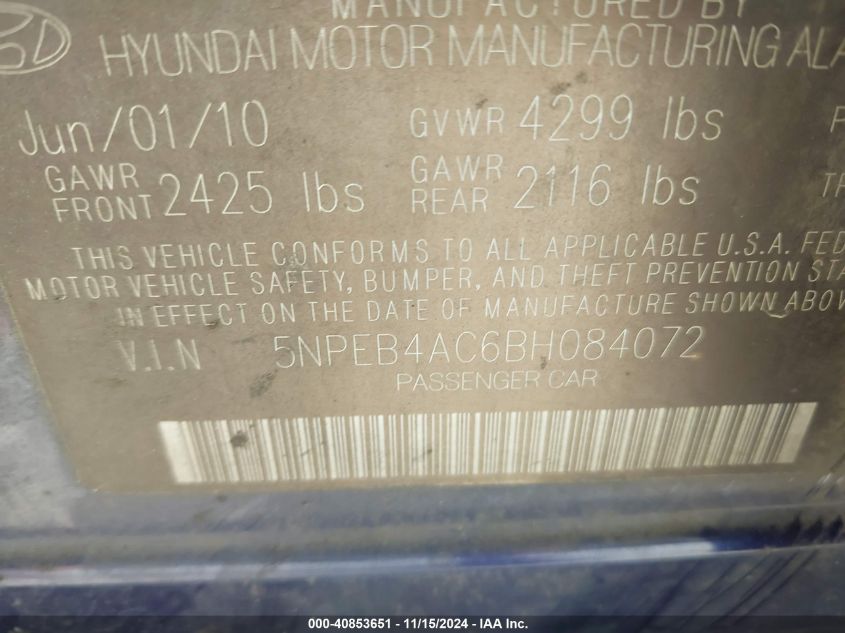 MANUFACTURED BY
HYUNDAI MOTOR MANUFACTURING ALA
Jun/01/10 GVWR 4299 lbs
GAWR FRONT 2425 lbs GAWR REAR 2116 lbs
THIS VEHICLE CONFORMS TO ALL APPLICABLE U.S.A. FED
MOTOR VEHICLE SAFETY, BUMPER, AND THEFT PREVENTION STA
IN EFFECT ON THE DATE OF MANUFACTURE SHOWN ABOV
V.I.N 5NPEB4AC6BH084072
PASSENGER CAR
000-40853651 - 11/15/2024 - IAA Inc.